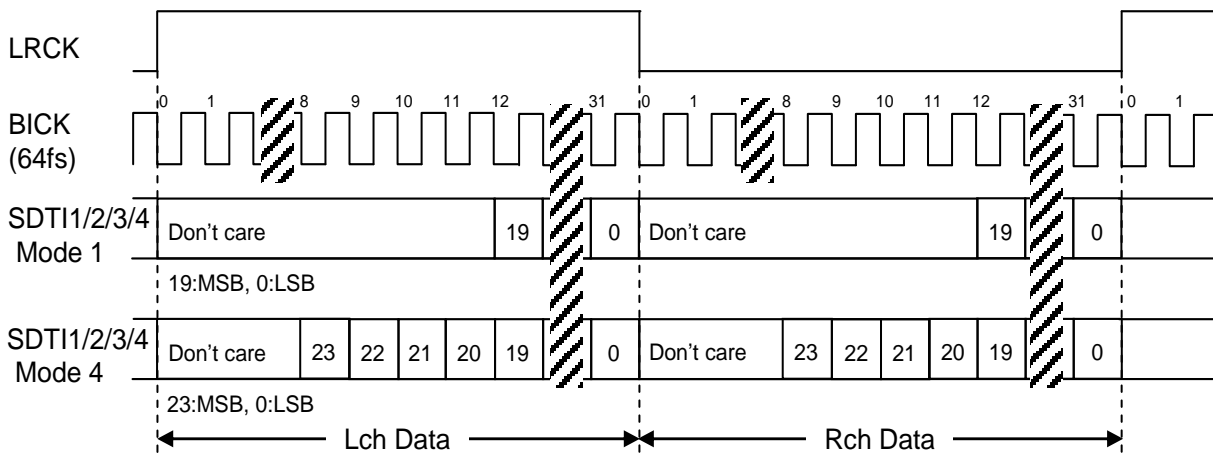 LRCK
0 1 8 9 10 11 12 31 0 1 8 9 10 11 12 31 0 1
BICK
(64fs)
SDTI1/2/3/4
Mode 1
Don't care 19 0 Don't care 19 0
19:MSB, 0:LSB
SDTI1/2/3/4
Mode 4
Don't care 23 22 21 20 19 0 Don't care 23 22 21 20 19 0
23:MSB, 0:LSB
Lch Data Rch Data